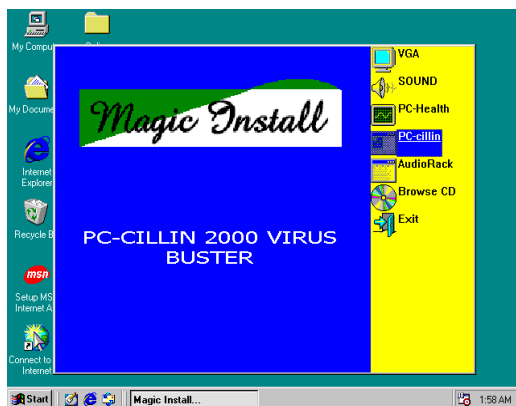 My Compu
My Docume
Internet
Explorer
Recycle B
msn
Setup MS
Internet A
Connect to
Internet
Magic Install
PC-CILLIN 2000 VIRUS
BUSTER
VGA
SOUND
PC-Health
PC-cillin
AudioRack
Browse CD
Exit
Start
Magic Install...
1:58 AM